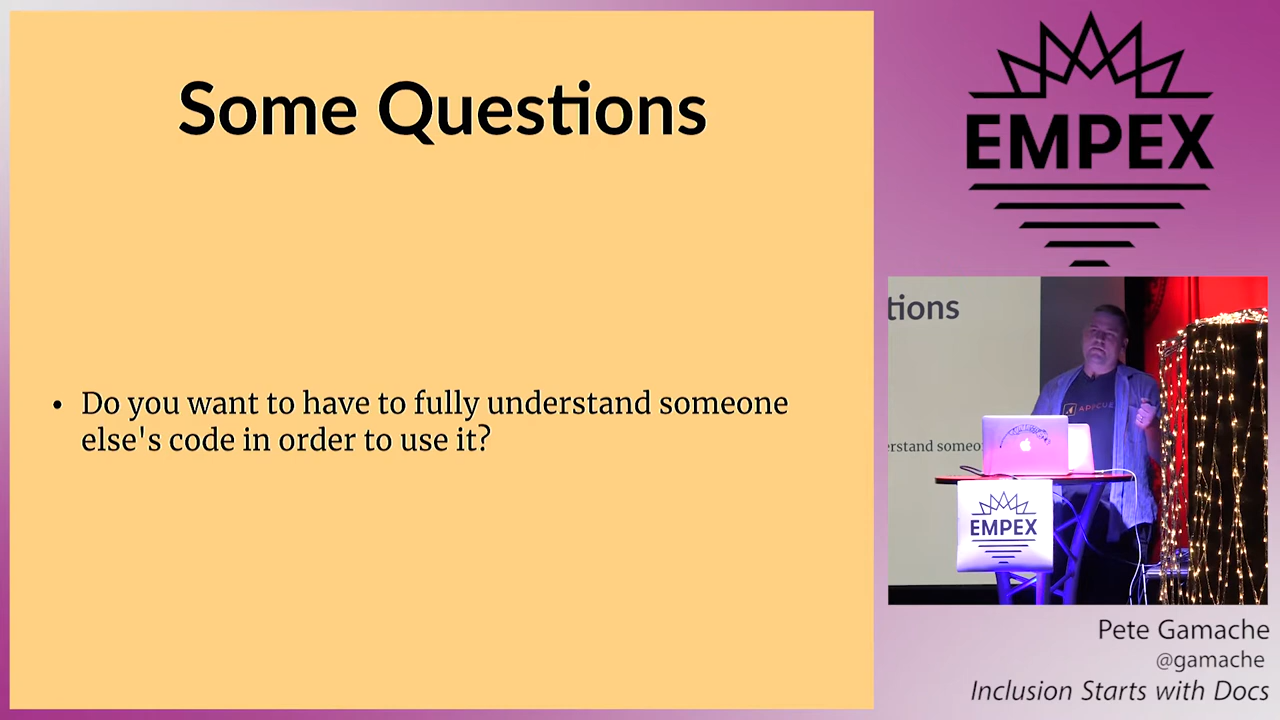 Some Questions
• Do you want to have to fully understand someone
else's code in order to use it?
EMPEX
tions
erstand someo
EMPEX
Pete Gamache
@gamache
Inclusion Starts with Docs